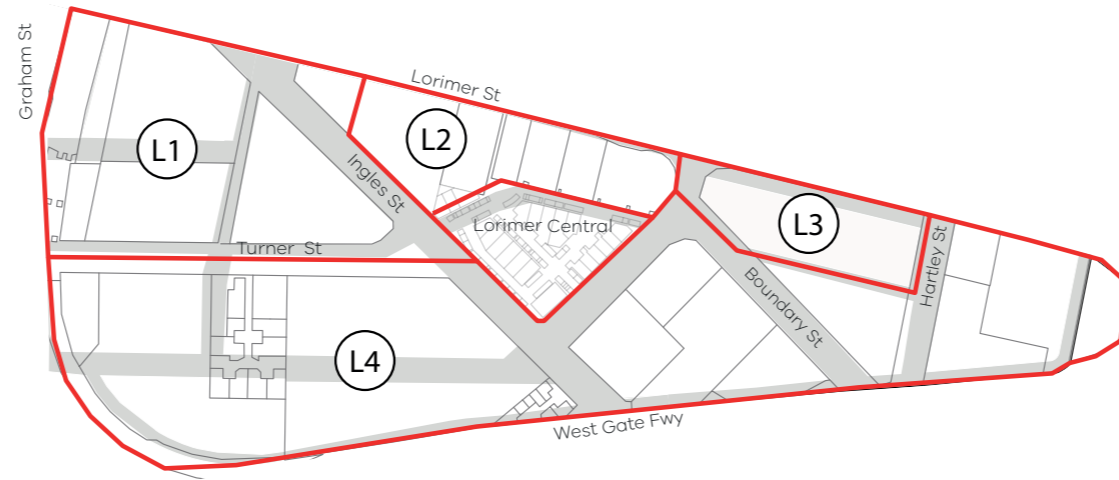 Graham St
Lorimer St
L1
L2
Ingles St
Lorimer Central
L3
Turner St
Hartley St
Boundary St
L4
West Gate Fwy